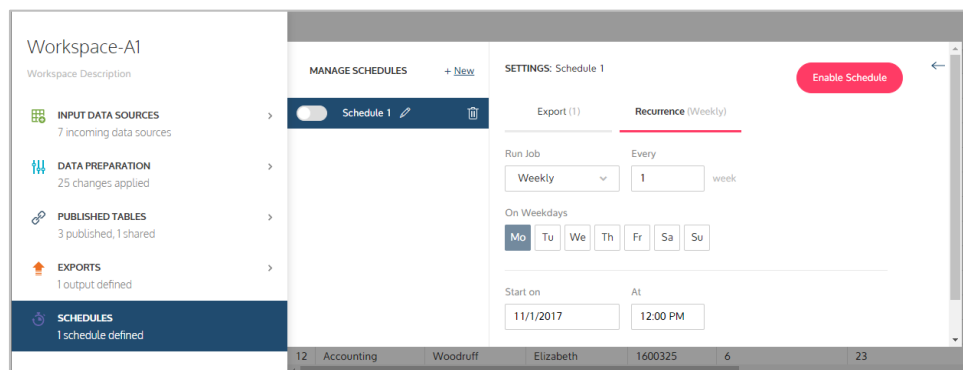 Workspace-A1
Workspace Description
INPUT DATA SOURCES
7 incoming data sources
DATA PREPARATION
25 changes applied
PUBLISHED TABLES
3 published, 1 shared
EXPORTS
1 output defined
SCHEDULES
1 schedule defined
MANAGE SCHEDULES + New
Schedule 1
SETTINGS: Schedule 1
Enable Schedule
Export (1) Recurrence (Weekly)
Run Job Every
Weekly 1 week
On Weekdays
Mo Tu We Th Fr Sa Su
Start on At
11/1/2017 12:00 PM
12 Accounting Woodruff Elizabeth 1600325 6 23